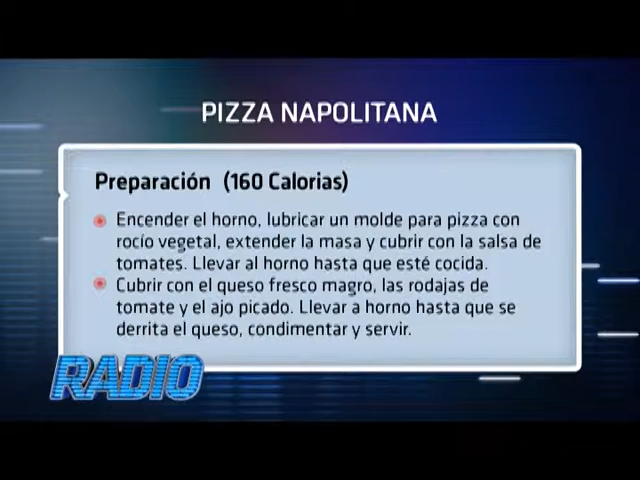 PIZZA NAPOLITANA
Preparación (160 Calorias)
Encender el horno, lubricar un molde para pizza con
rocío vegetal, extender la masa y cubrir con la salsa de
tomates. Llevar al horno hasta que esté cocida.
Cubrir con el queso fresco magro, las rodajas de
tomate y el ajo picado. Llevar a horno hasta que se
derrita el queso, condimentar y servir.
RADIO